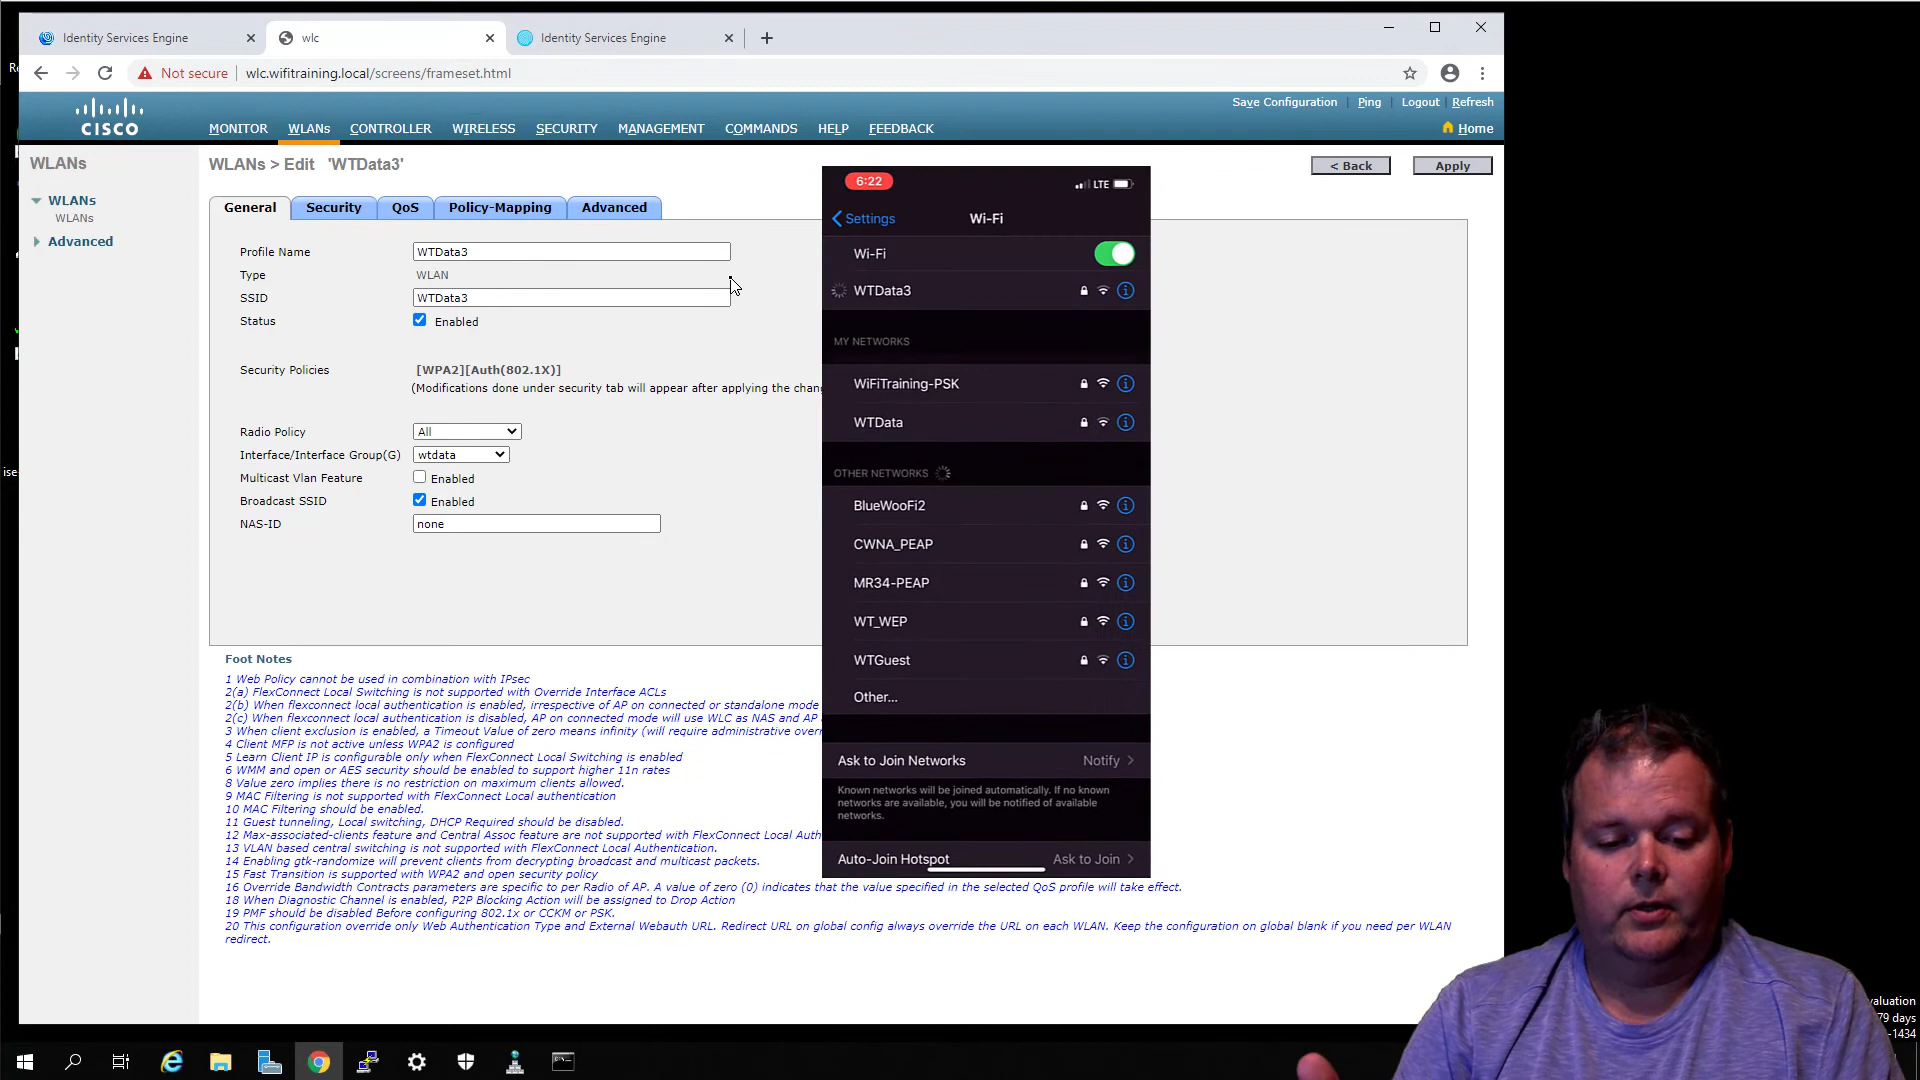 Identity Services Engine
wlc
Identity Services Engine
Not secure
wlc.wifitraining.local/screens/frameset.html
Save Configuration | Ping | Logout | Refresh
CISCO
MONITOR WLANs CONTROLLER WIRELESS SECURITY MANAGEMENT COMMANDS HELP FEEDBACK
Home
WLANs
WLANs
WLANs
Advanced
WLANs > Edit 'WTData3'
< Back
Apply
General Security QoS Policy-Mapping Advanced
Profile Name WTData3
Type WLAN
SSID WTData3
Status Enabled
Security Policies [WPA2][Auth(802.1X)]
(Modifications done under security tab will appear after applying the
Radio Policy All
Interface/Interface Group(G) wtdata
Multicast Vlan Feature Enabled
Broadcast SSID Enabled
NAS-ID none
Foot Notes
1 Web Policy cannot be used in combination with IPsec
2(a) FlexConnect Local Switching is not supported with Override Interface ACLs
2(b) When flexconnect local authentication is enabled, irrespective of AP on connected or standalone mode
2(c) When flexconnect local authentication is disabled, AP on connected mode will use WLC as NAS and AP
3 When client exclusion is enabled, a Timeout Value of zero means infinity (will require administrative
4 Client MFP is not active unless WPA2 is configured
5 Learn Client IP is configurable only when FlexConnect Local Switching is enabled
6 WMM and open or AES security should be enabled to support higher 11n rates
8 Value zero implies there is no restriction on maximum clients allowed.
9 MAC Filtering is not supported with FlexConnect Local authentication
10 MAC Filtering should be enabled.
11 Guest tunneling, Local switching, DHCP Required should be disabled.
12 Max-associated-clients feature and Central Assoc feature are not supported with FlexConnect Local
13 VLAN based central switching is not supported with FlexConnect Local Authentication.
14 Enabling gtk-randomize will prevent clients from decrypting broadcast and multicast packets.
15 Fast Transition is supported with WPA2 and open security policy
16 Override Bandwidth Contracts parameters are specific to per Radio of AP. A value of zero (0) indicates that the value specified in the selected QoS profile will take effect.
18 When Diagnostic Channel is enabled, P2P Blocking Action will be assigned to Drop Action
19 PMF should be disabled Before configuring 802.1x or CCKM or PSK.
20 This configuration override only Web Authentication Type and External Webauth URL. Redirect URL on global config always override the URL on each WLAN. Keep the configuration on global blank if you need per WLAN
redirect.
6:22
LTE
Settings
Wi-Fi
Wi-Fi
WTData3
MY NETWORKS
WiFiTraining-PSK
WTData
OTHER NETWORKS
BlueWooFi2
CWNA_PEAP
MR34-PEAP
WT_WEP
WTGuest
Other...
Ask to Join Networks Notify
Known networks will be joined automatically. If no known
networks are available, you will be notified of available
networks.
Auto-Join Hotspot Ask to Join
ise
79 days
-1434